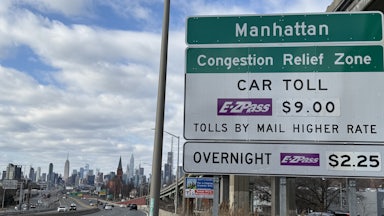 Manhattan
Congestion Relief Zone
CAR TOLL
E-ZPass $9.00
TOLLS BY MAIL HIGHER RATE
OVERNIGHT E-ZPass $2.25